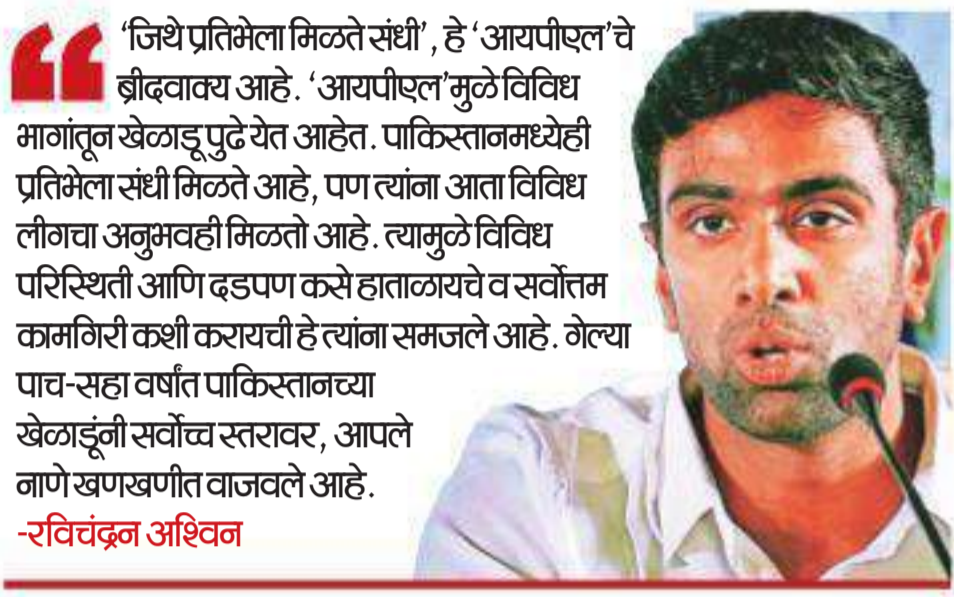 ‘जिथे प्रतिभेला मिळते संधी’, हे ‘आयपीएल’चे
ब्रीदवाक्य आहे. ‘आयपीएल’मुळे विविध
भागांतून खेळाडू पुढे येत आहेत. पाकिस्तानमध्येही
प्रतिभेला संधी मिळते आहे, पण त्यांना आता विविध
लीगचा अनुभवही मिळतो आहे. त्यामुळे विविध
परिस्थिती आणि दडपण कसे हाताळायचे व सर्वोत्तम
कामगिरी कशी करायची हे त्यांना समजले आहे. गेल्या
पाच-सहा वर्षांत पाकिस्तानच्या
खेळाडूंनी सर्वोच्च स्तरावर, आपले
नाणे खणखणीत वाजवले आहे.
-रविचंद्रन अश्विन